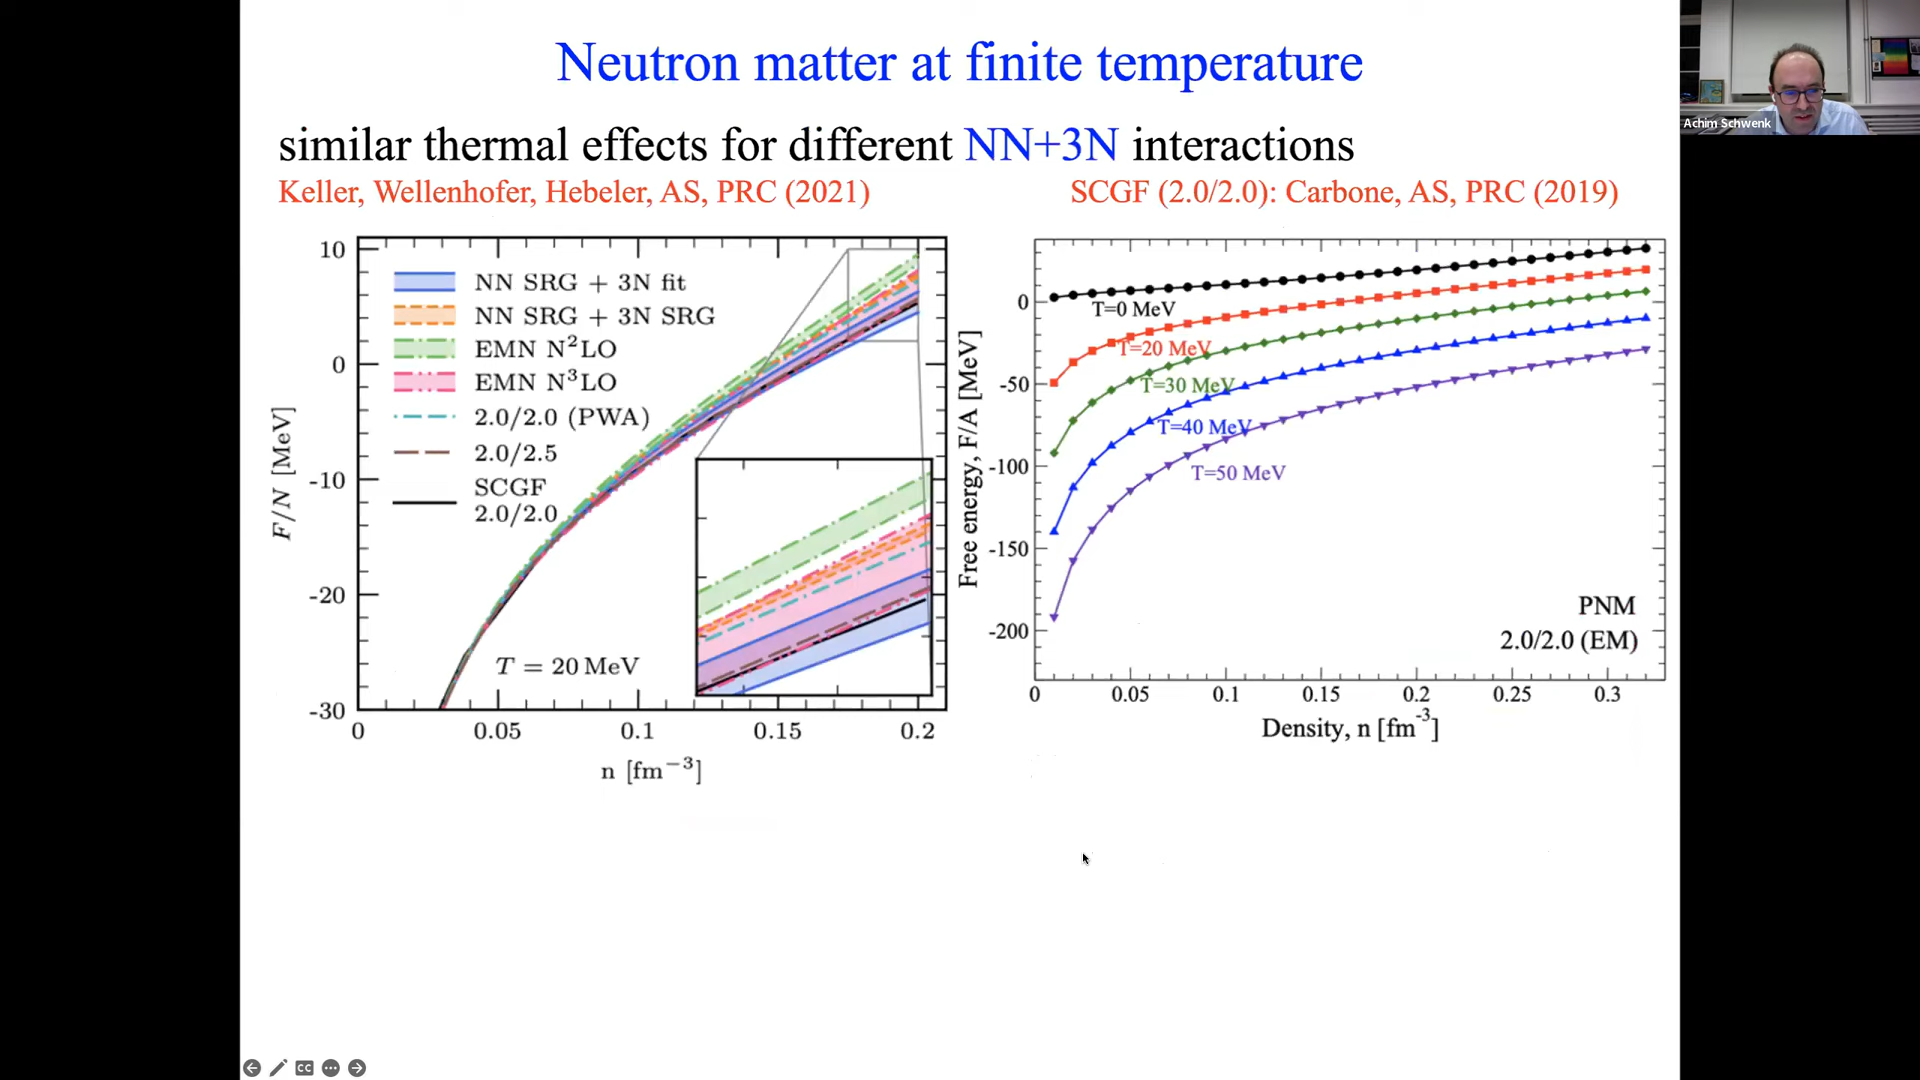 Neutron matter at finite temperature
Achim Schwenk
similar thermal effects for different NN+3N interactions
Keller, Wellenhofer, Hebeler, AS, PRC (2021)
SCGF (2.0/2.0): Carbone, AS, PRC (2019)
10
0
-10
-20
-30
F/N [MeV]
NN SRG + 3N fit
NN SRG + 3N SRG
EMN N²LO
EMN N³LO
2.0/2.0 (PWA)
2.0/2.5
SCGF
2.0/2.0
T = 20 MeV
0 0.05 0.1 0.15 0.2
n [fm⁻³]
0
-50
-100
-150
-200
Free energy, F/A [MeV]
T=0 MeV
T=20 MeV
T=30 MeV
T=40 MeV
T=50 MeV
PNM
2.0/2.0 (EM)
0 0.05 0.1 0.15 0.2 0.25 0.3
Density, n [fm⁻³]
CC